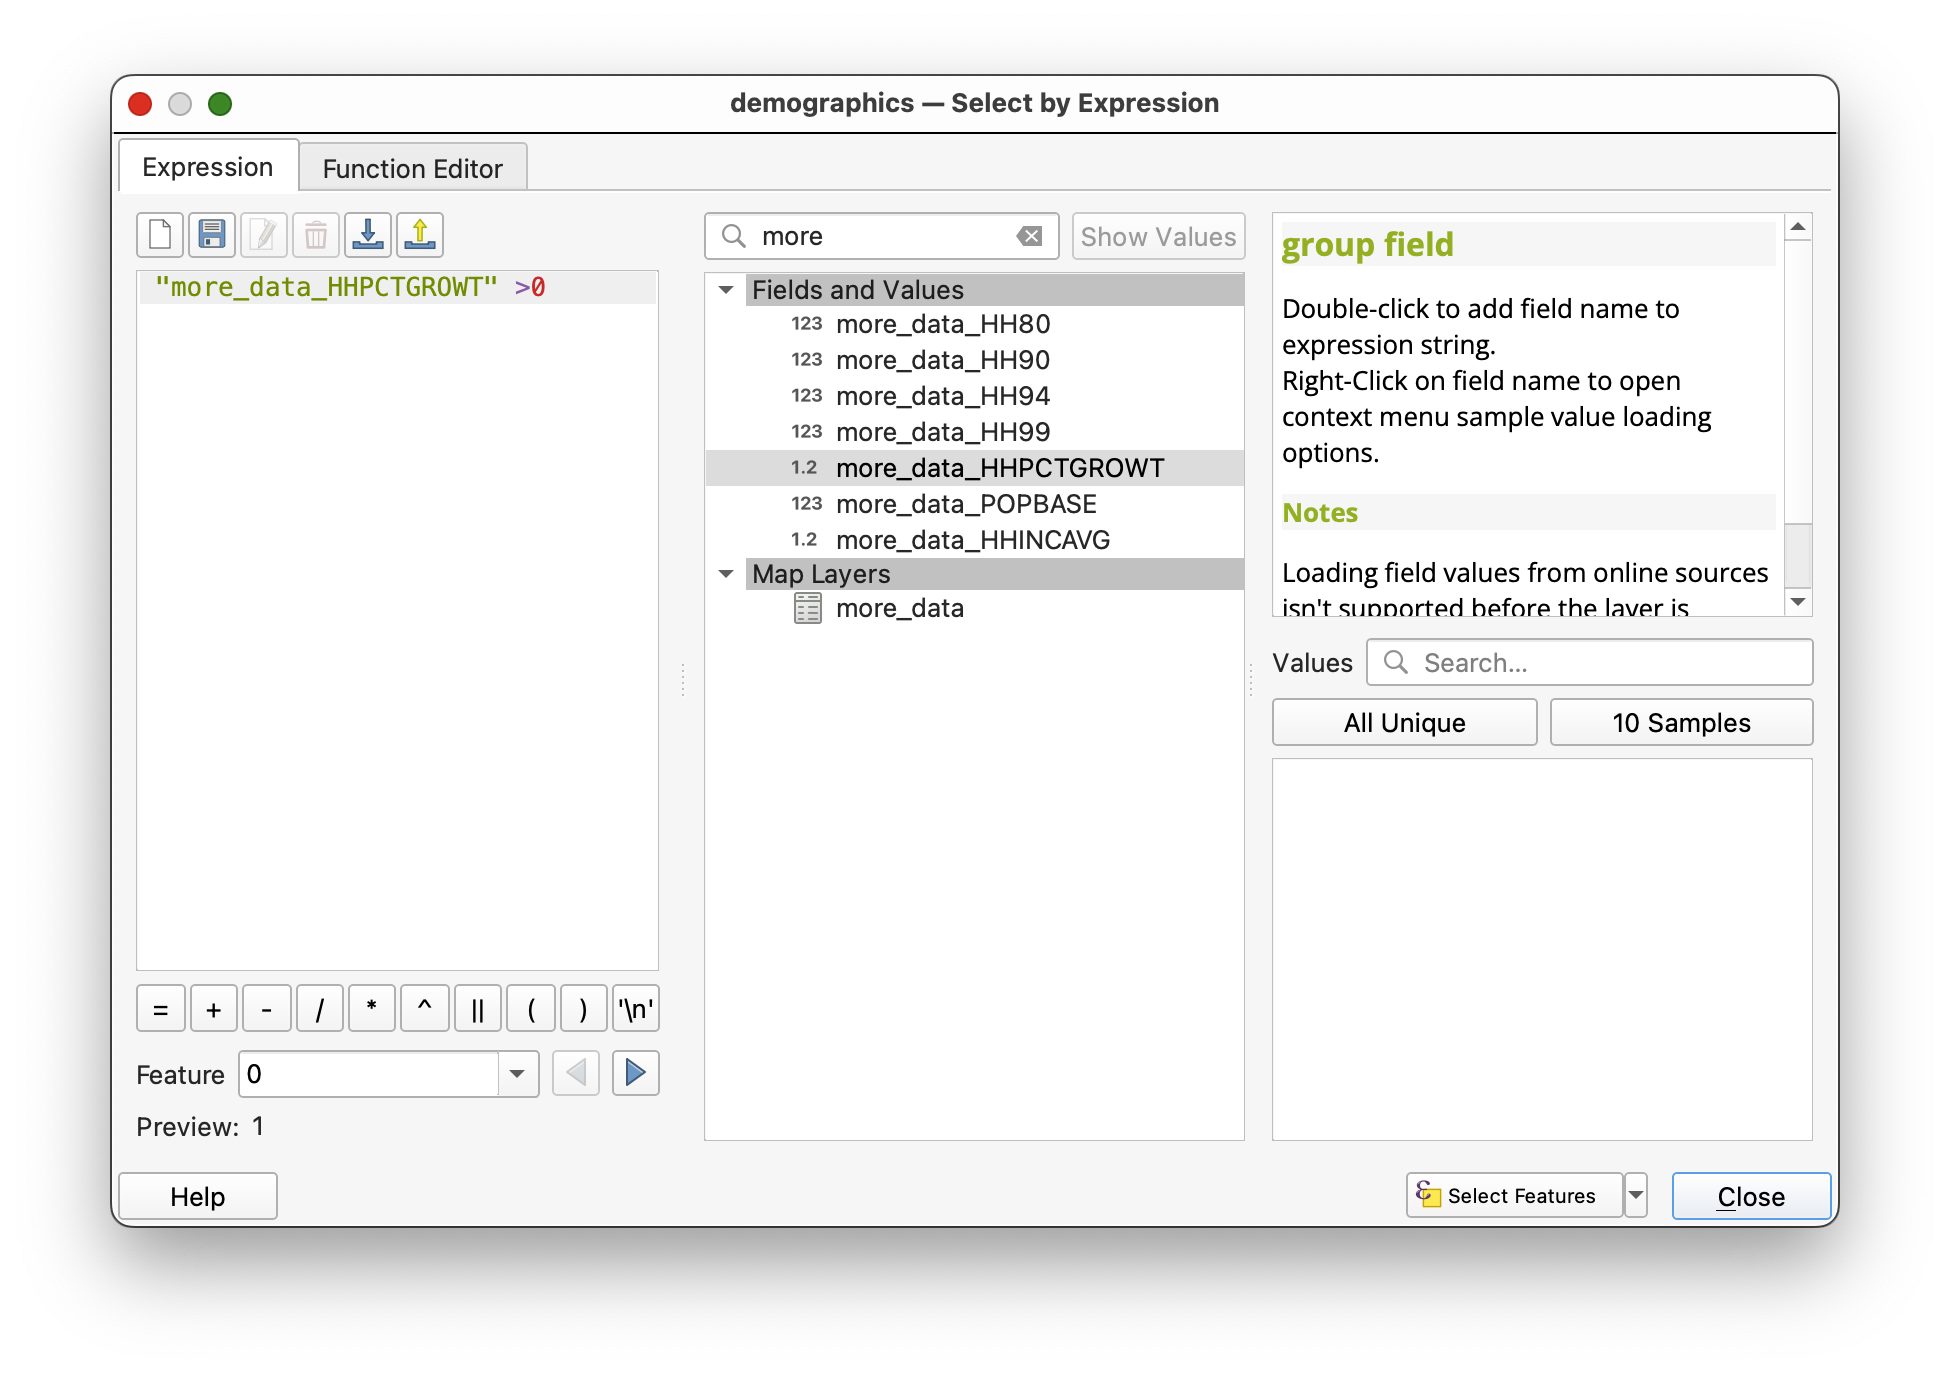 demographics — Select by Expression
Expression
Function Editor
"more_data_HHPCTGROWT" >0
= + - / * ^ || ( ) '\n'
Feature 0
Preview: 1
more
Show Values
Fields and Values
123 more_data_HH80
123 more_data_HH90
123 more_data_HH94
123 more_data_HH99
1.2 more_data_HHPCTGROWT
123 more_data_POPBASE
1.2 more_data_HHINCAVG
Map Layers
more_data
group field
Double-click to add field name to
expression string.
Right-Click on field name to open
context menu sample value loading
options.
Notes
Loading field values from online sources
isn't supported before the layer is
Values Search...
All Unique
10 Samples
Help
Select Features
Close